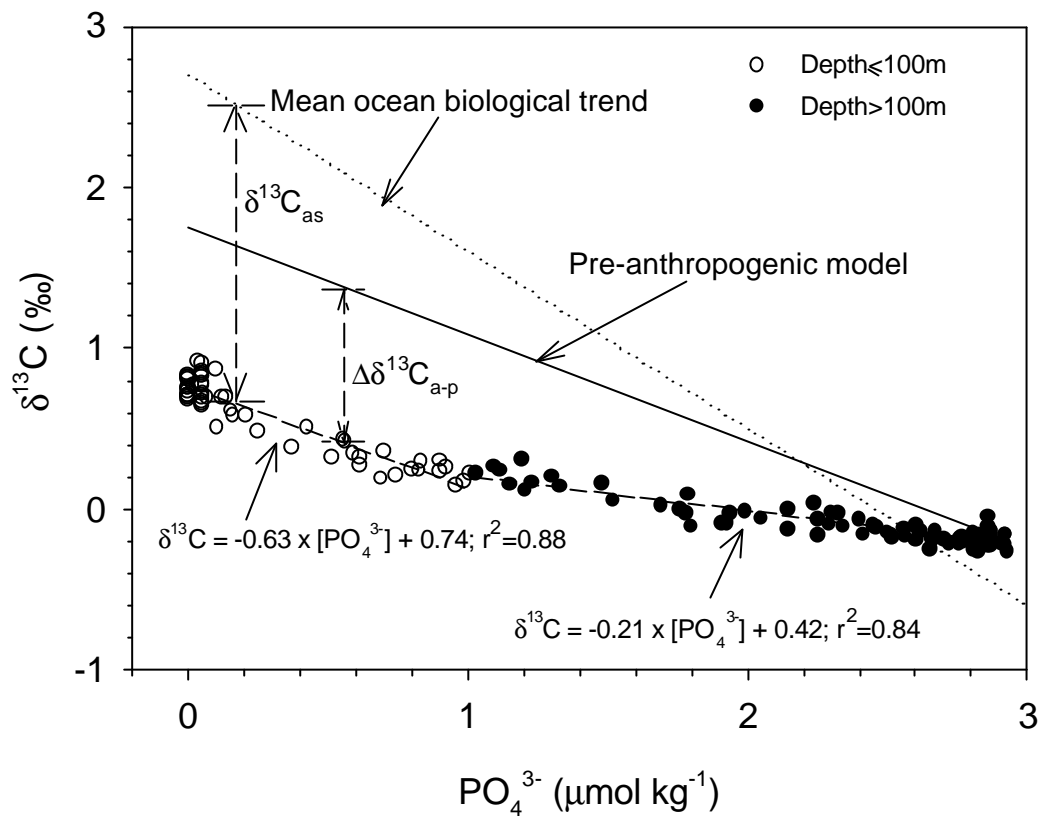 3
2
1
0
-1
δ¹³C (‰)
Depth⩽100m
Depth>100m
Mean ocean biological trend
δ¹³Cₐₛ
Pre-anthropogenic model
Δδ¹³Cₐ₋ₚ
δ¹³C = -0.63 x [PO₄³⁻] + 0.74; r²=0.88
δ¹³C = -0.21 x [PO₄³⁻] + 0.42; r²=0.84
0 1 2 3
PO₄³⁻ (μmol kg⁻¹)